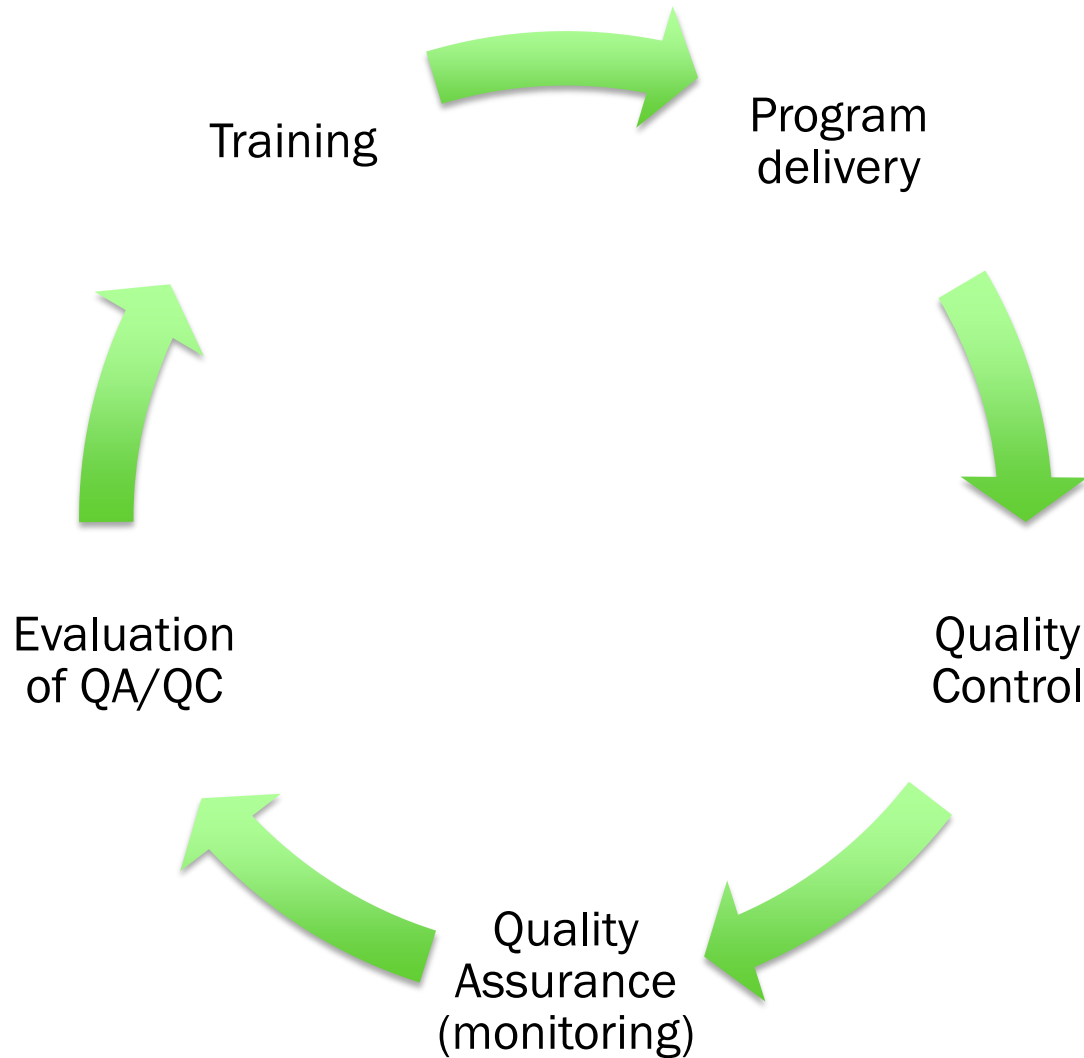 Training
Program
delivery
Quality
Control
Quality
Assurance
(monitoring)
Evaluation
of QA/QC